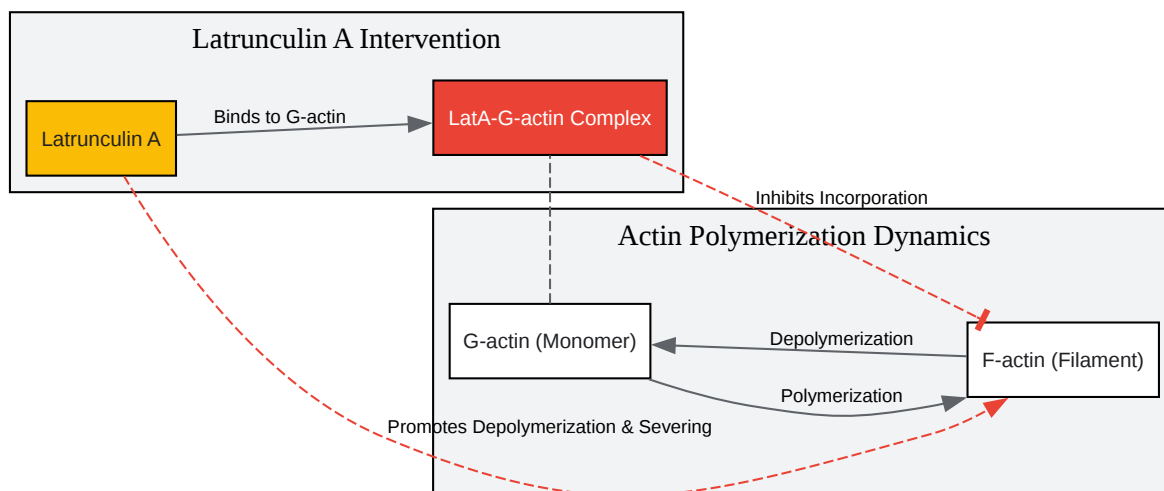 Latrunculin A Intervention
Binds to G-actin
Latrunculin A
LatA-G-actin Complex
Inhibits Incorporation
Actin Polymerization Dynamics
G-actin (Monomer)
Depolymerization
F-actin (Filament)
Polymerization
Promotes Depolymerization & Severing